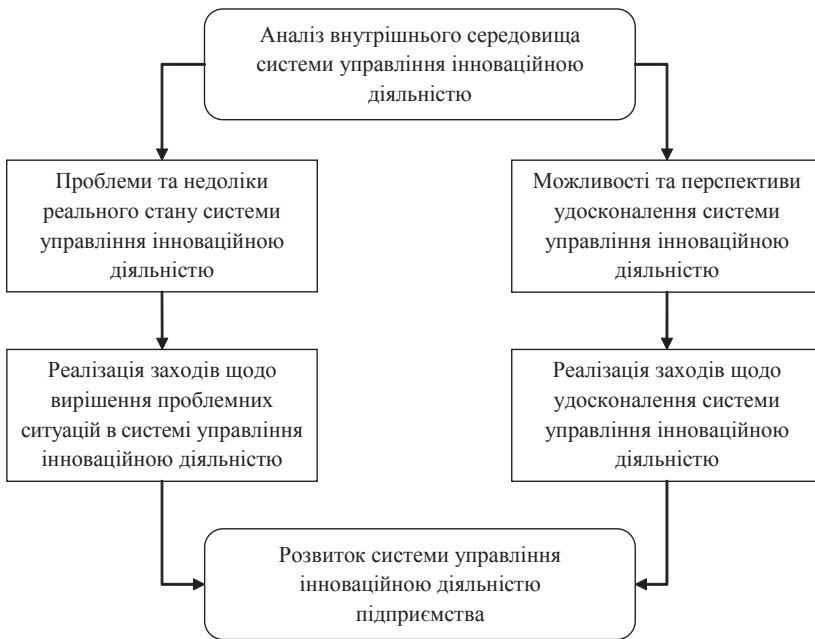 Аналіз внутрішнього середовища
системи управління інноваційною
діяльністю
Проблеми та недоліки
реального стану системи
управління інноваційною
діяльністю
Можливості та перспективи
удосконалення системи
управління інноваційною
діяльністю
Реалізація заходів щодо
вирішення проблемних
ситуацій в системі управління
інноваційною діяльністю
Реалізація заходів щодо
удосконалення системи
управління інноваційною
діяльністю
Розвиток системи управління
інноваційною діяльністю
підприємства